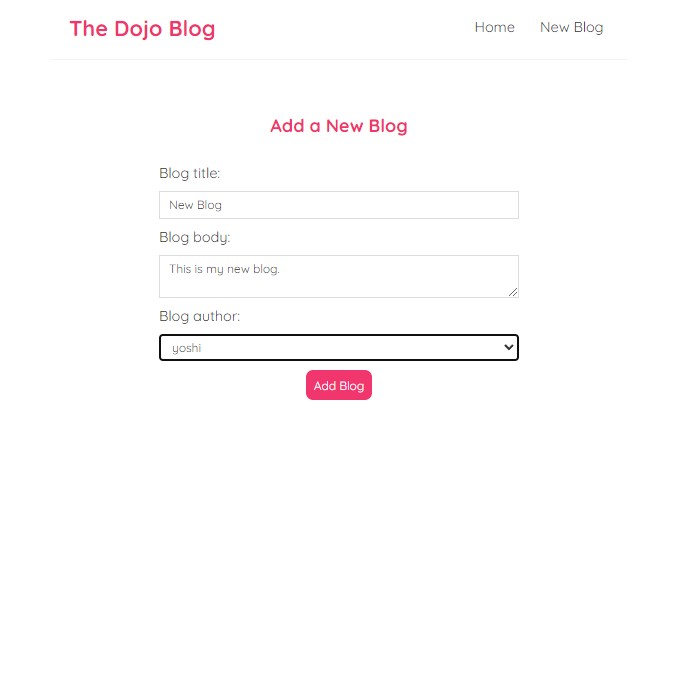 The Dojo Blog
Home New Blog
Add a New Blog
Blog title:
New Blog
Blog body:
This is my new blog.
Blog author:
yoshi
Add Blog